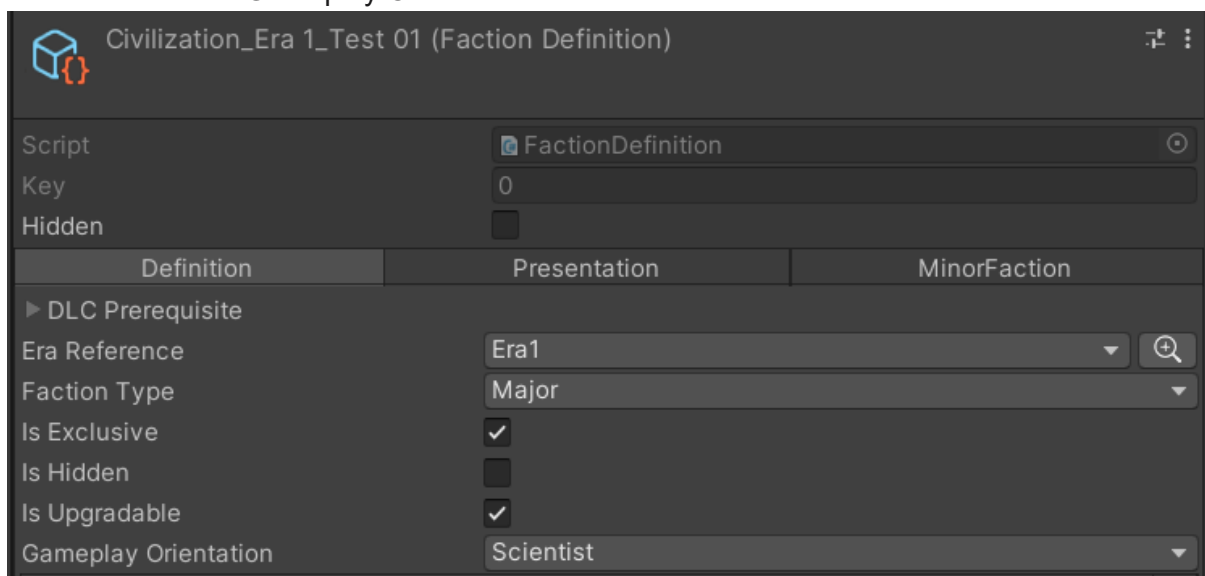 Civilization_Era 1_Test 01 (Faction Definition)
Script FactionDefinition
Key 0
Hidden
Definition Presentation MinorFaction
DLC Prerequisite
Era Reference Era1
Faction Type Major
Is Exclusive
Is Hidden
Is Upgradable
Gameplay Orientation Scientist